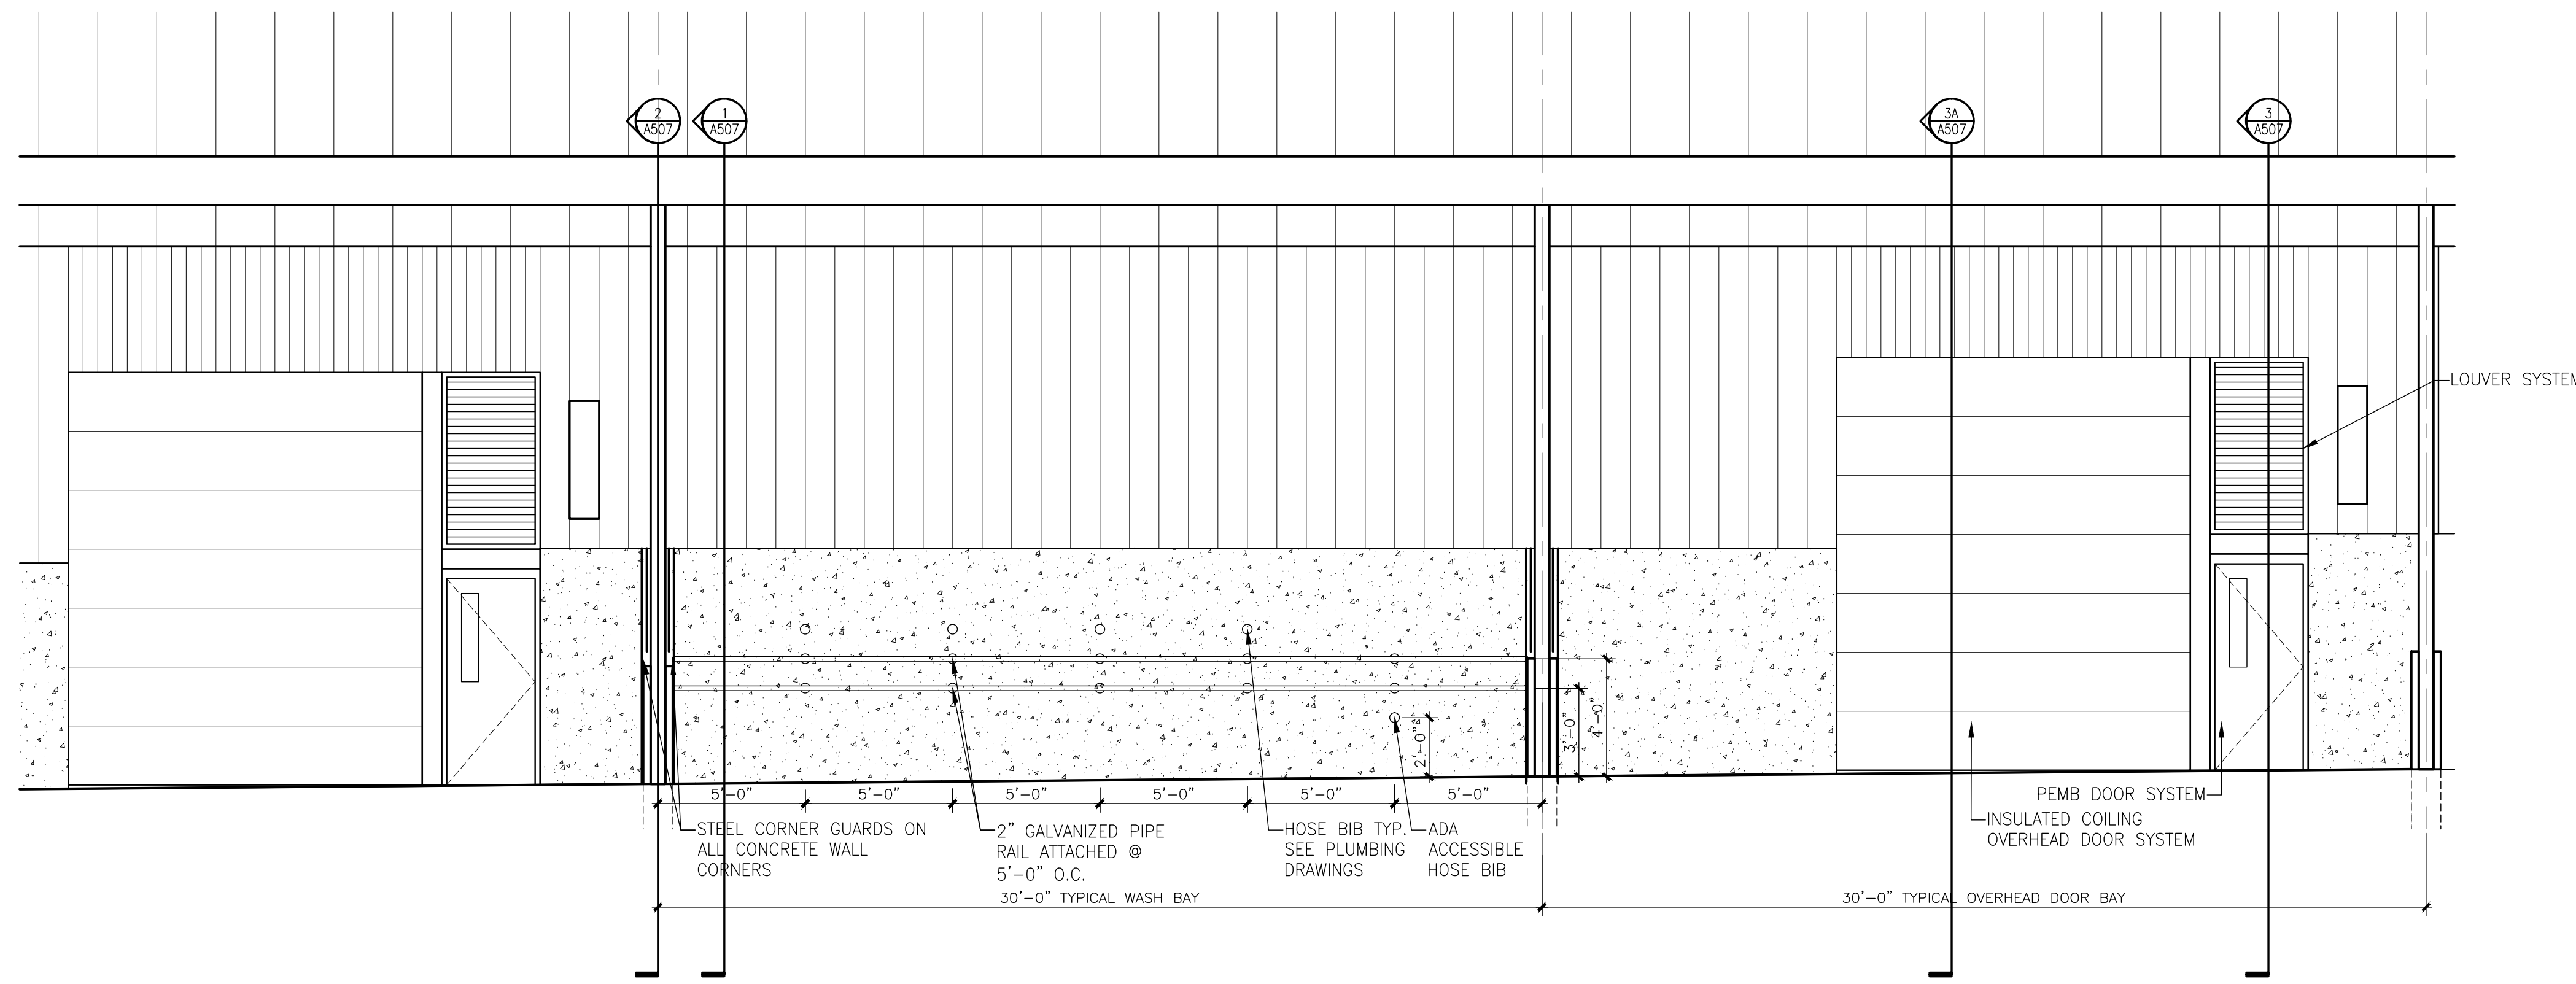 2
A507
1
A507
3A
A507
3
A507
LOUVER SYSTEM
2'-0"
3'-0"
4'-0"
5'-0"
5'-0"
5'-0"
5'-0"
5'-0"
5'-0"
STEEL CORNER GUARDS ON
ALL CONCRETE WALL
CORNERS
2" GALVANIZED PIPE
RAIL ATTACHED @
5'-0" O.C.
HOSE BIB TYP.
SEE PLUMBING
DRAWINGS
ADA
ACCESSIBLE
HOSE BIB
PEMB DOOR SYSTEM
INSULATED COILING
OVERHEAD DOOR SYSTEM
30'-0" TYPICAL WASH BAY
30'-0" TYPICAL OVERHEAD DOOR BAY